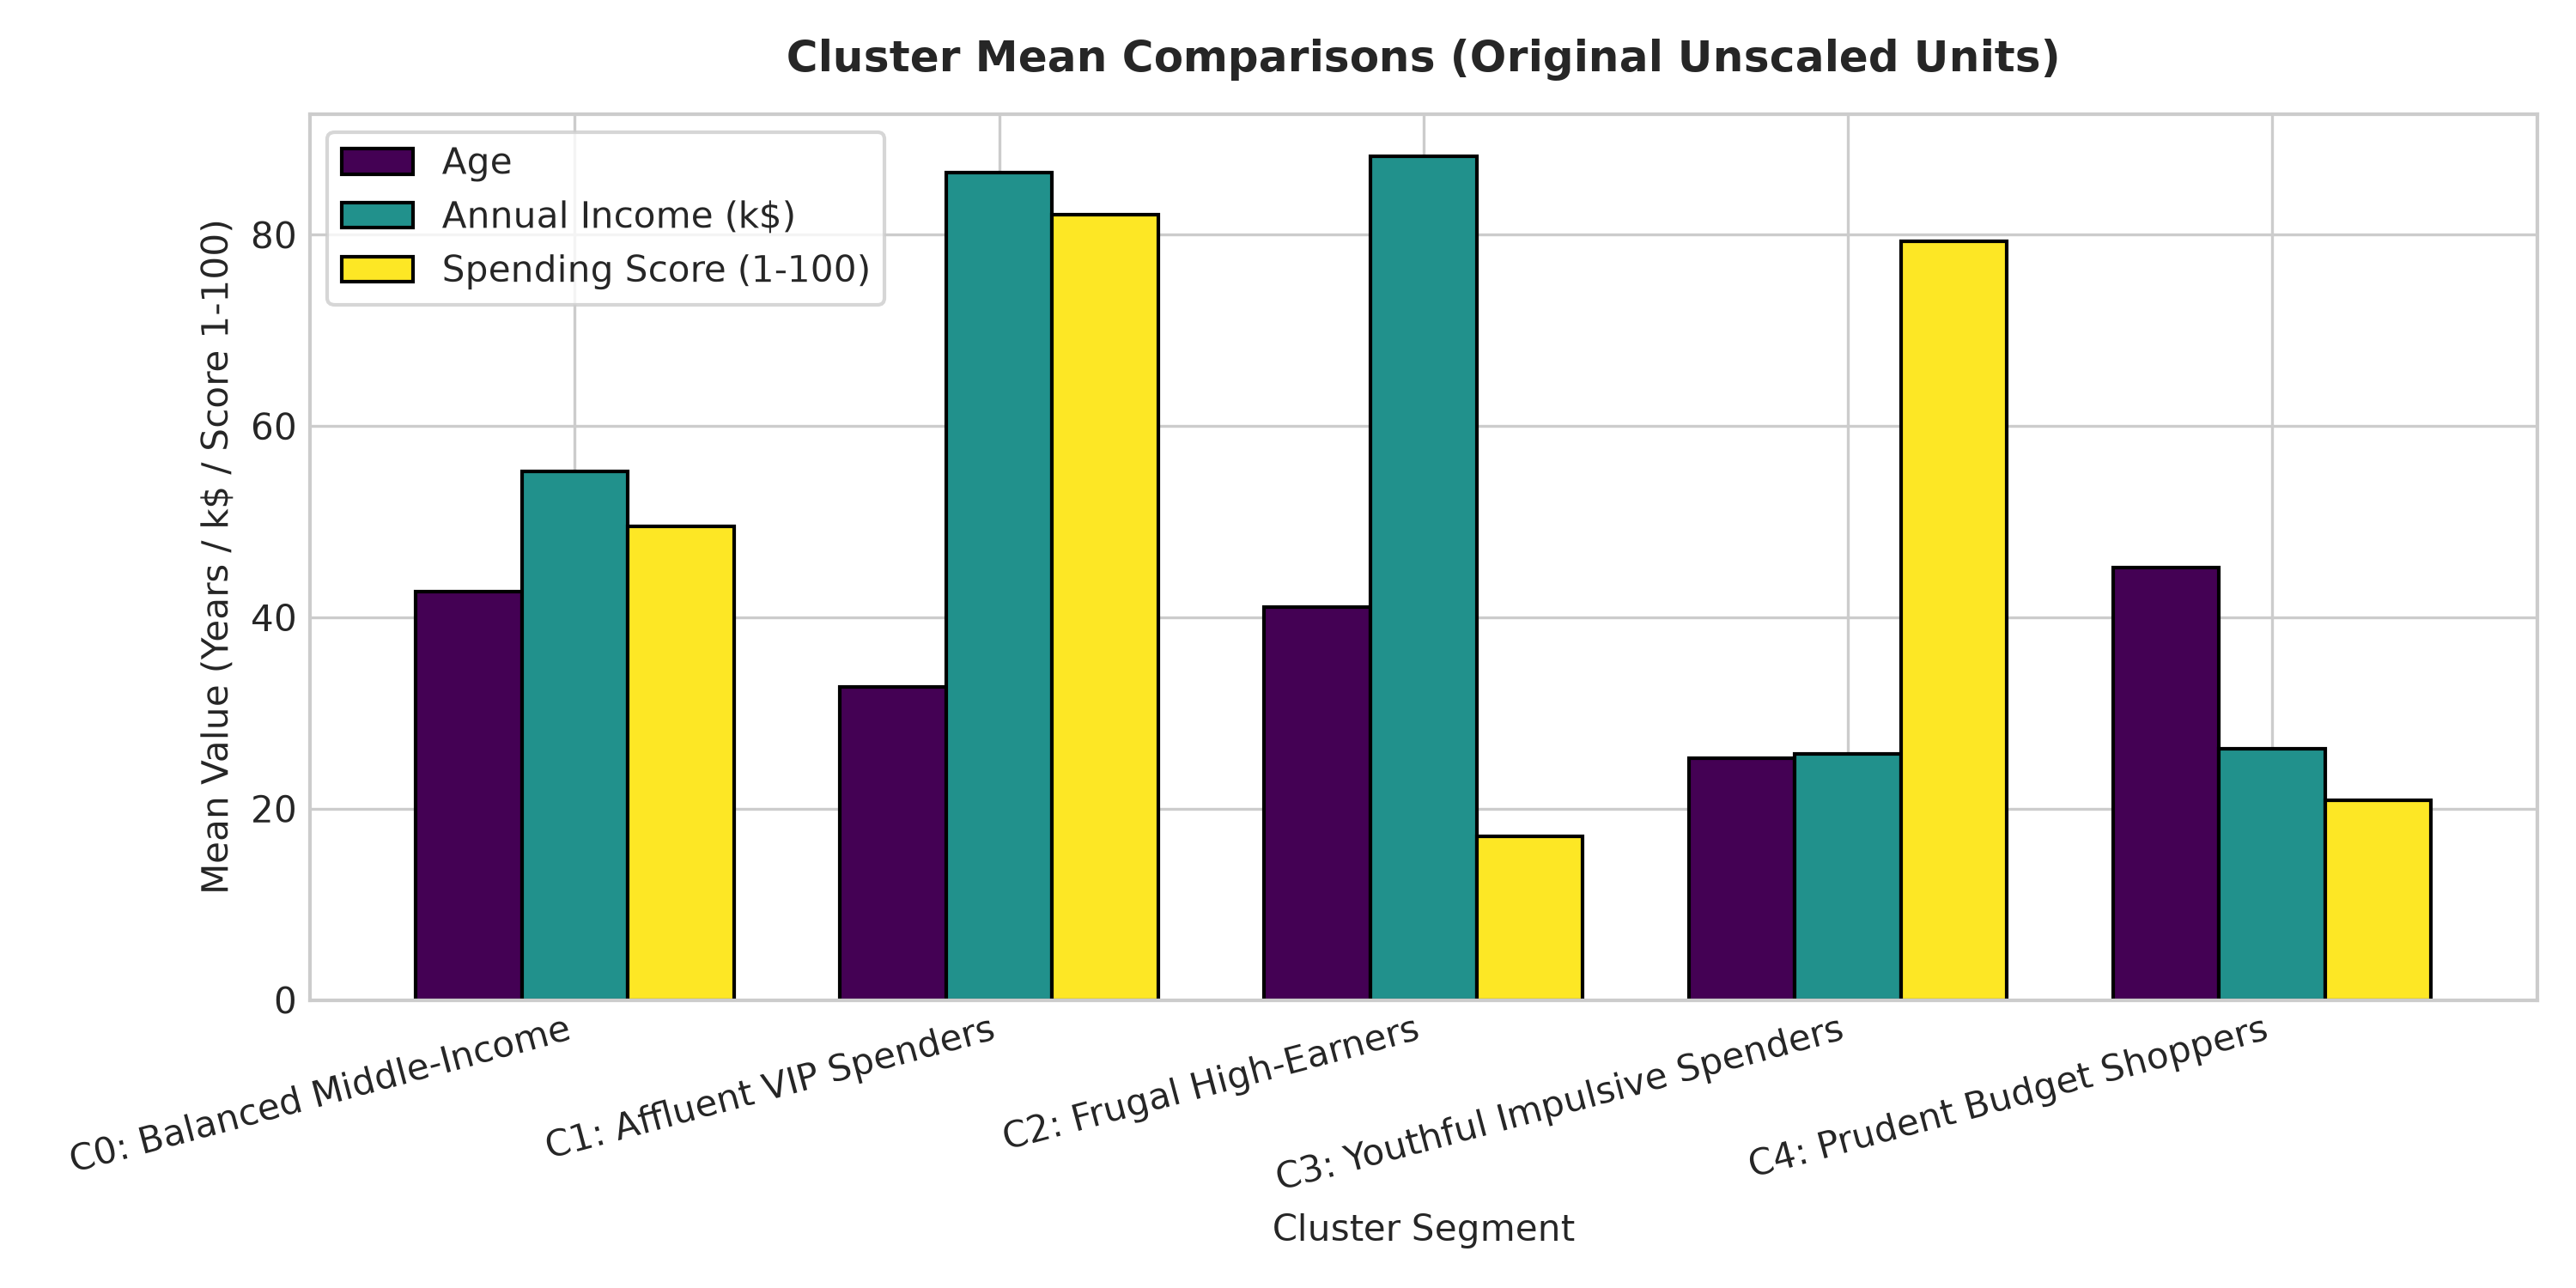 Cluster Mean Comparisons (Original Unscaled Units)
Age
Annual Income (k$)
Spending Score (1-100)
Mean Value (Years / k$ / Score 1-100)
80
60
40
20
0
C0: Balanced Middle-Income
C1: Affluent VIP Spenders
C2: Frugal High-Earners
C3: Youthful Impulsive Spenders
C4: Prudent Budget Shoppers
Cluster Segment